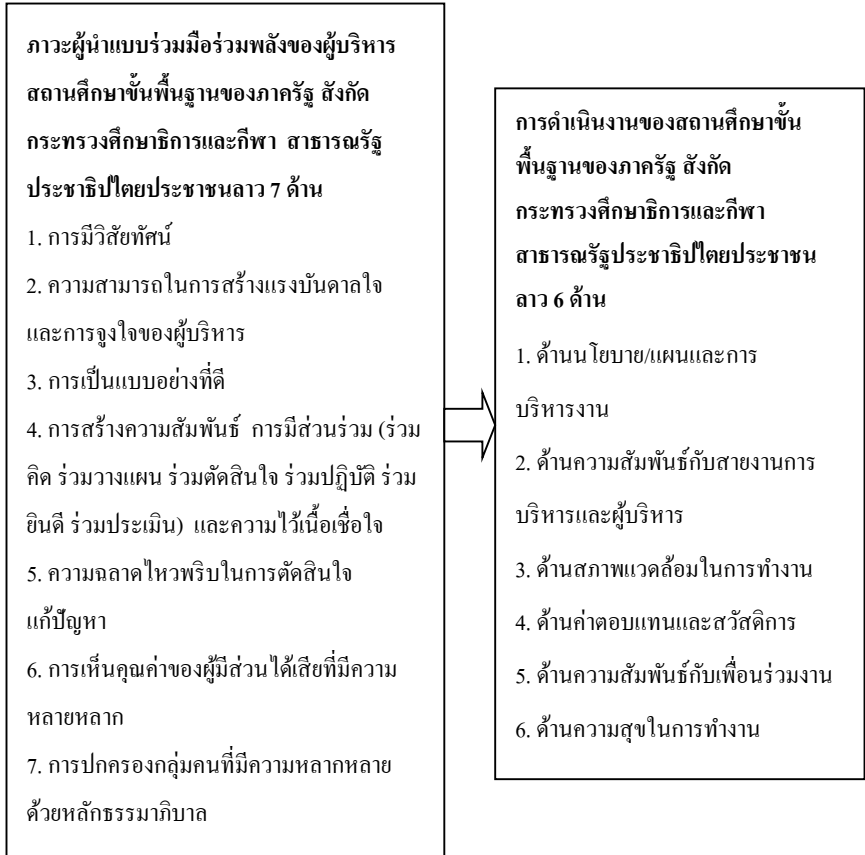 ภาวะผู้นำแบบร่วมมือร่วมพลังของผู้บริหาร
สถานศึกษาขั้นพื้นฐานของภาครัฐ สังกัด
กระทรวงศึกษาธิการและกีฬา สาธารณรัฐ
ประชาธิปไตยประชาชนลาว 7 ด้าน
1. การมีวิสัยทัศน์
2. ความสามารถในการสร้างแรงบันดาลใจ
และการจูงใจของผู้บริหาร
3. การเป็นแบบอย่างที่ดี
4. การสร้างความสัมพันธ์ การมีส่วนร่วม (ร่วม
คิด ร่วมวางแผน ร่วมตัดสินใจ ร่วมปฏิบัติ ร่วม
ยินดี ร่วมประเมิน) และความไว้เนื้อเชื่อใจ
5. ความฉลาดไหวพริบในการตัดสินใจ
แก้ปัญหา
6. การเห็นคุณค่าของผู้มีส่วนได้เสียที่มีความ
หลายหลาก
7. การปกครองกลุ่มคนที่มีความหลากหลาย
ด้วยหลักธรรมาภิบาล
การดำเนินงานของสถานศึกษาขั้น
พื้นฐานของภาครัฐ สังกัด
กระทรวงศึกษาธิการและกีฬา
สาธารณรัฐประชาธิปไตยประชาชน
ลาว 6 ด้าน
1. ด้านนโยบาย/แผนและการ
บริหารงาน
2. ด้านความสัมพันธ์กับสายงานการ
บริหารและผู้บริหาร
3. ด้านสภาพแวดล้อมในการทำงาน
4. ด้านค่าตอบแทนและสวัสดิการ
5. ด้านความสัมพันธ์กับเพื่อนร่วมงาน
6. ด้านความสุขในการทำงาน